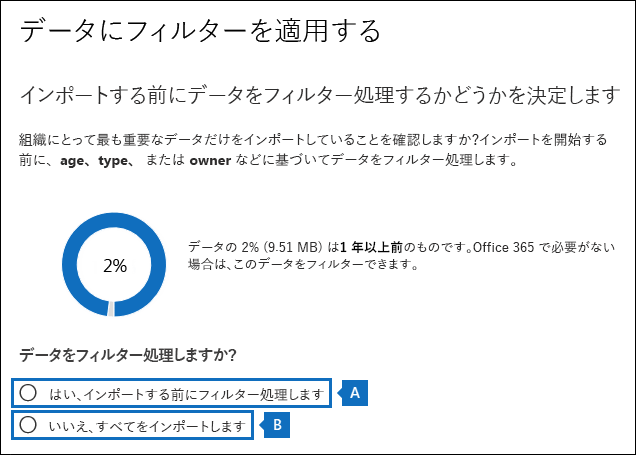 データにフィルターを適用する
インポートする前にデータをフィルター処理するかどうかを決定します
組織にとって最も重要なデータだけをインポートしていることを確認しますか?インポートを開始する
前に、age、type、 または owner などに基づいてデータをフィルター処理します。
2%
データの 2% (9.51 MB) は1 年以上前のものです。Office 365 で必要がない
場合は、このデータをフィルターできます。
データをフィルター処理しますか?
はい、インポートする前にフィルター処理します
A
いいえ、すべてをインポートします
B